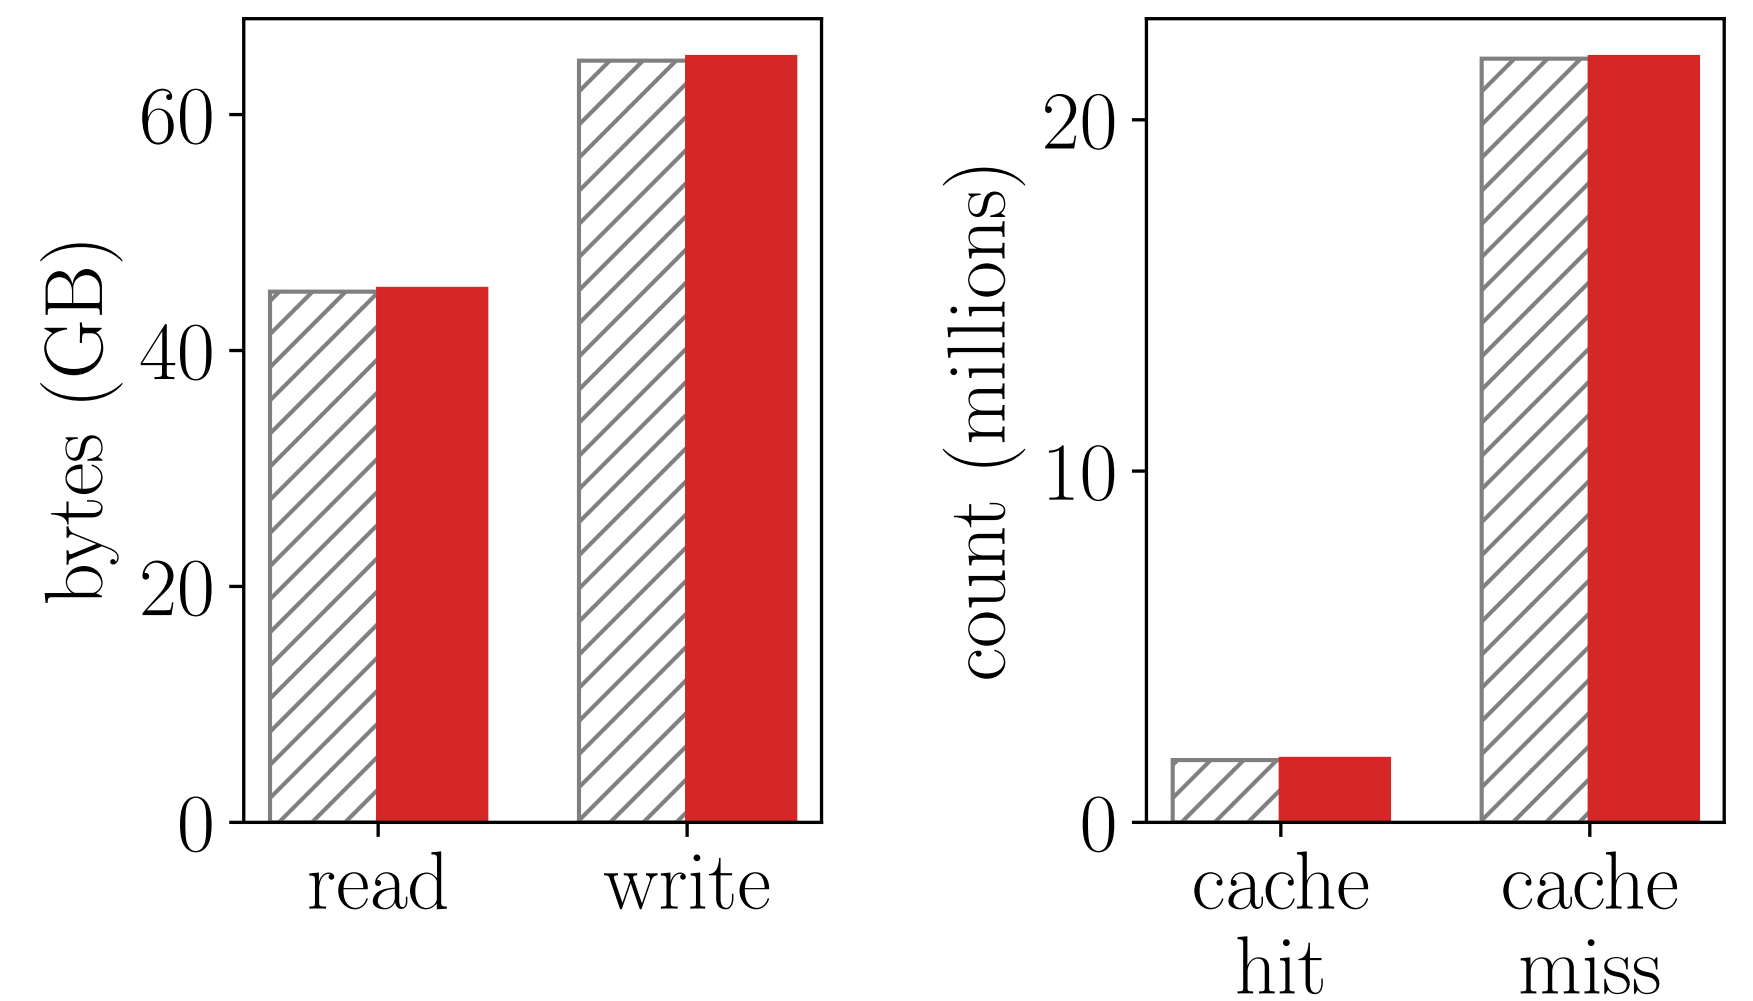 bytes (GB)
60
40
20
0
read write
count (millions)
20
10
0
cache cache
hit miss